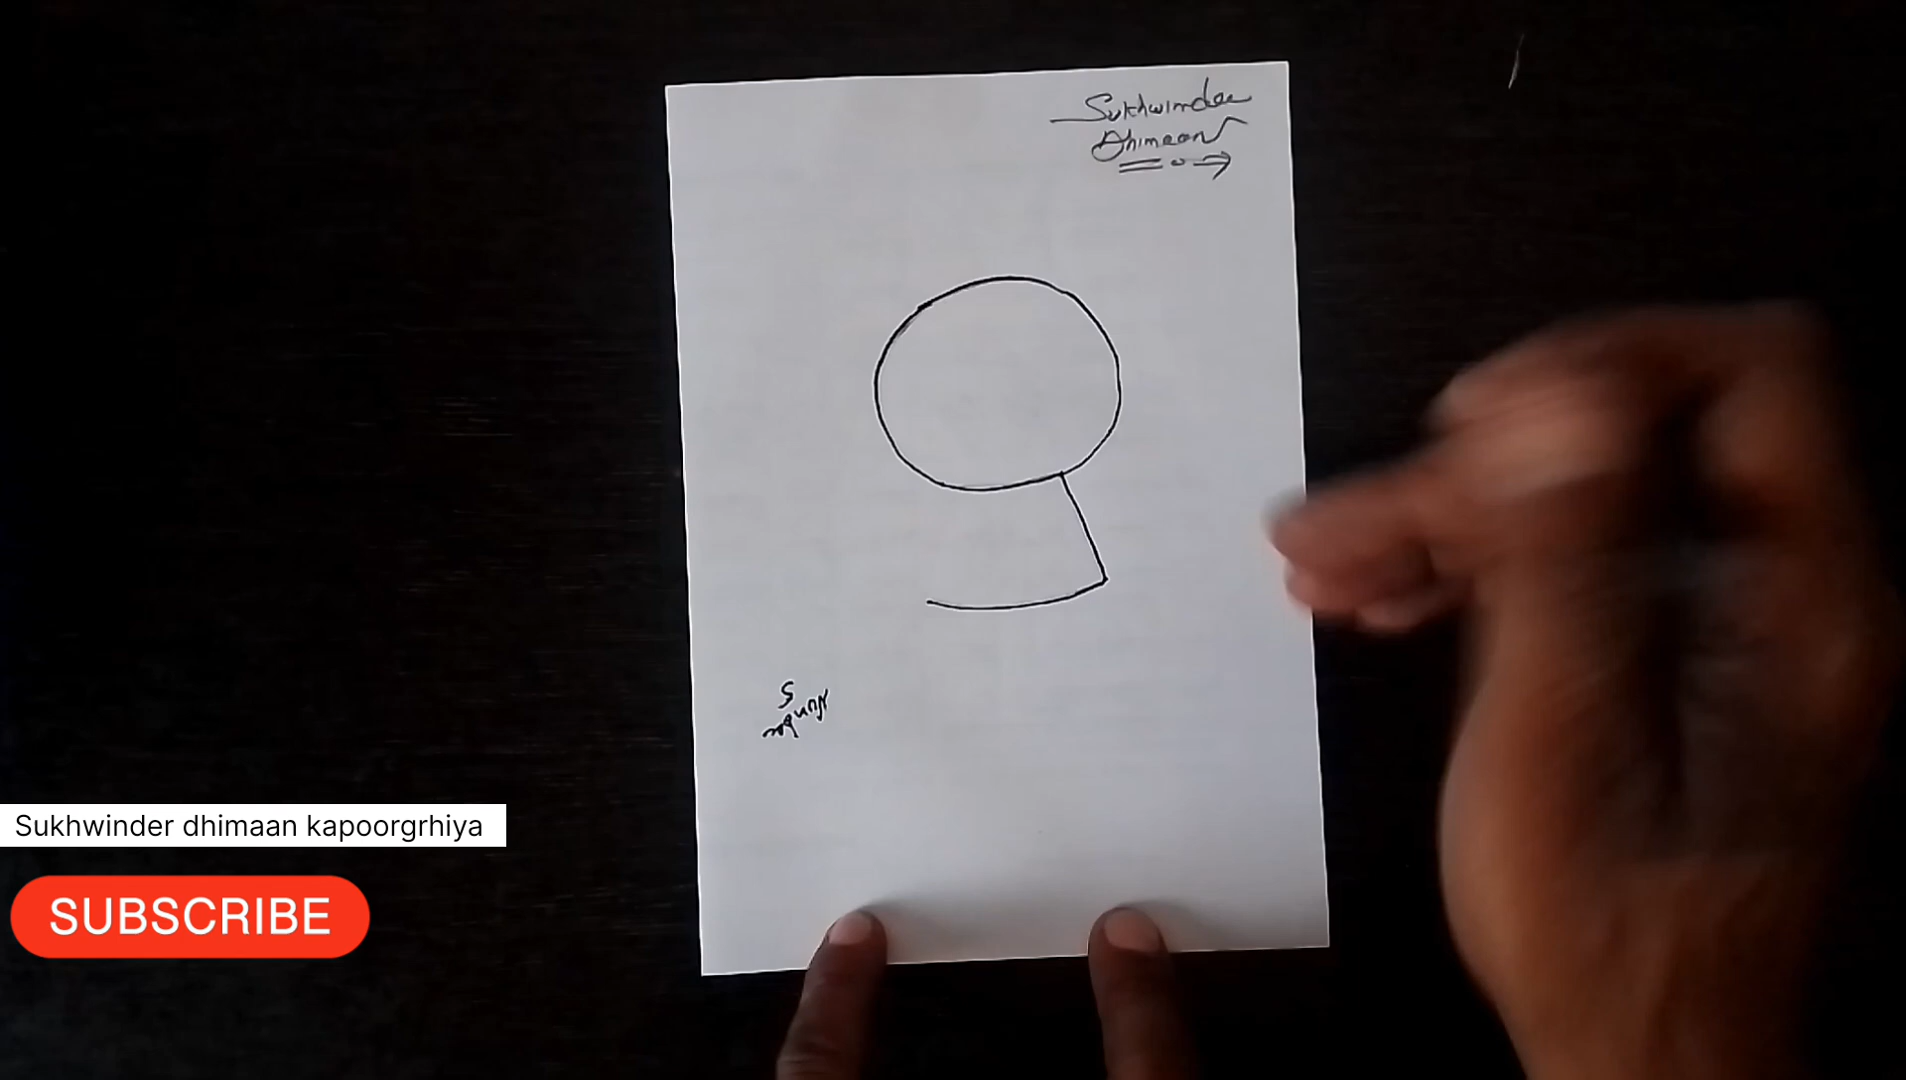 Sukhwinder
Dhimaan
S
Sukhwinder dhimaan kapoorgrhiya
SUBSCRIBE